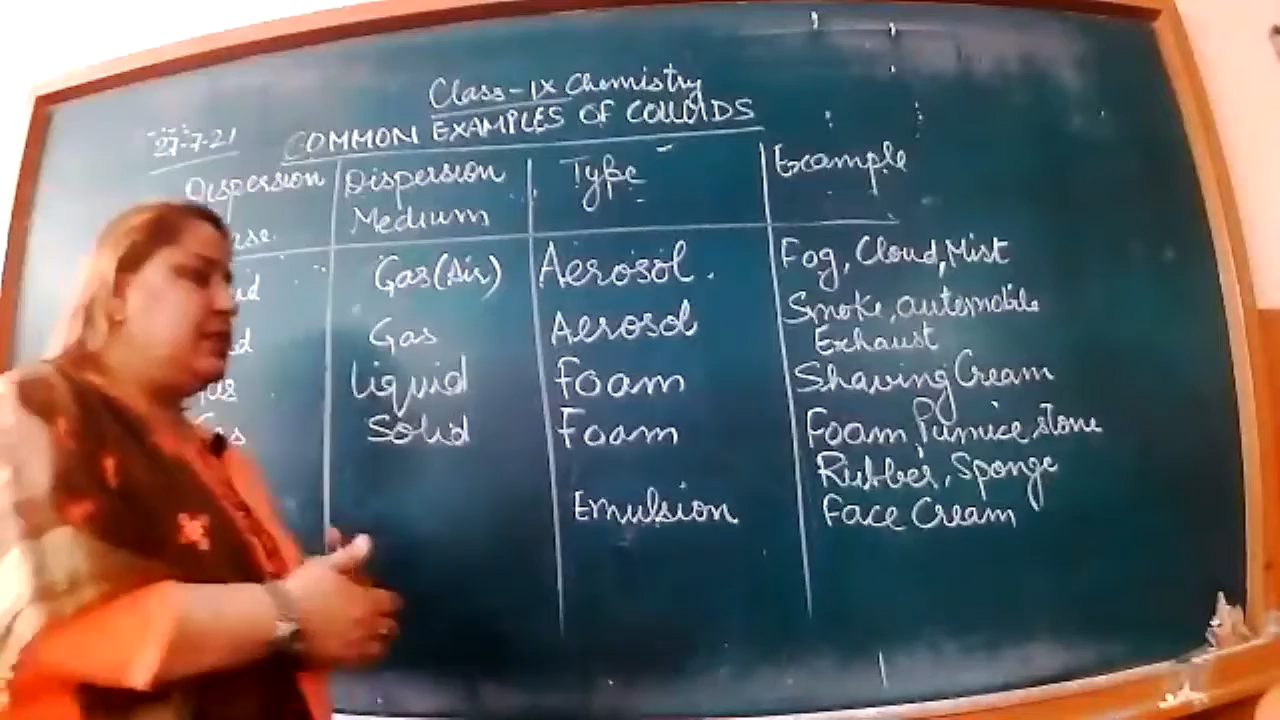 Class-IX Chemistry
27-7-21 COMMON EXAMPLES OF COLLOIDS
Dispersion Dispersion Type Example
Medium
Gas(Air) Aerosol. Fog, Cloud, Mist
Gas Aerosol Smoke, automobile
Exhaust
Gas Liquid Foam Shaving Cream
Gas Solid Foam Foam, Pumice stone
Rubber, Sponge
Emulsion Face Cream